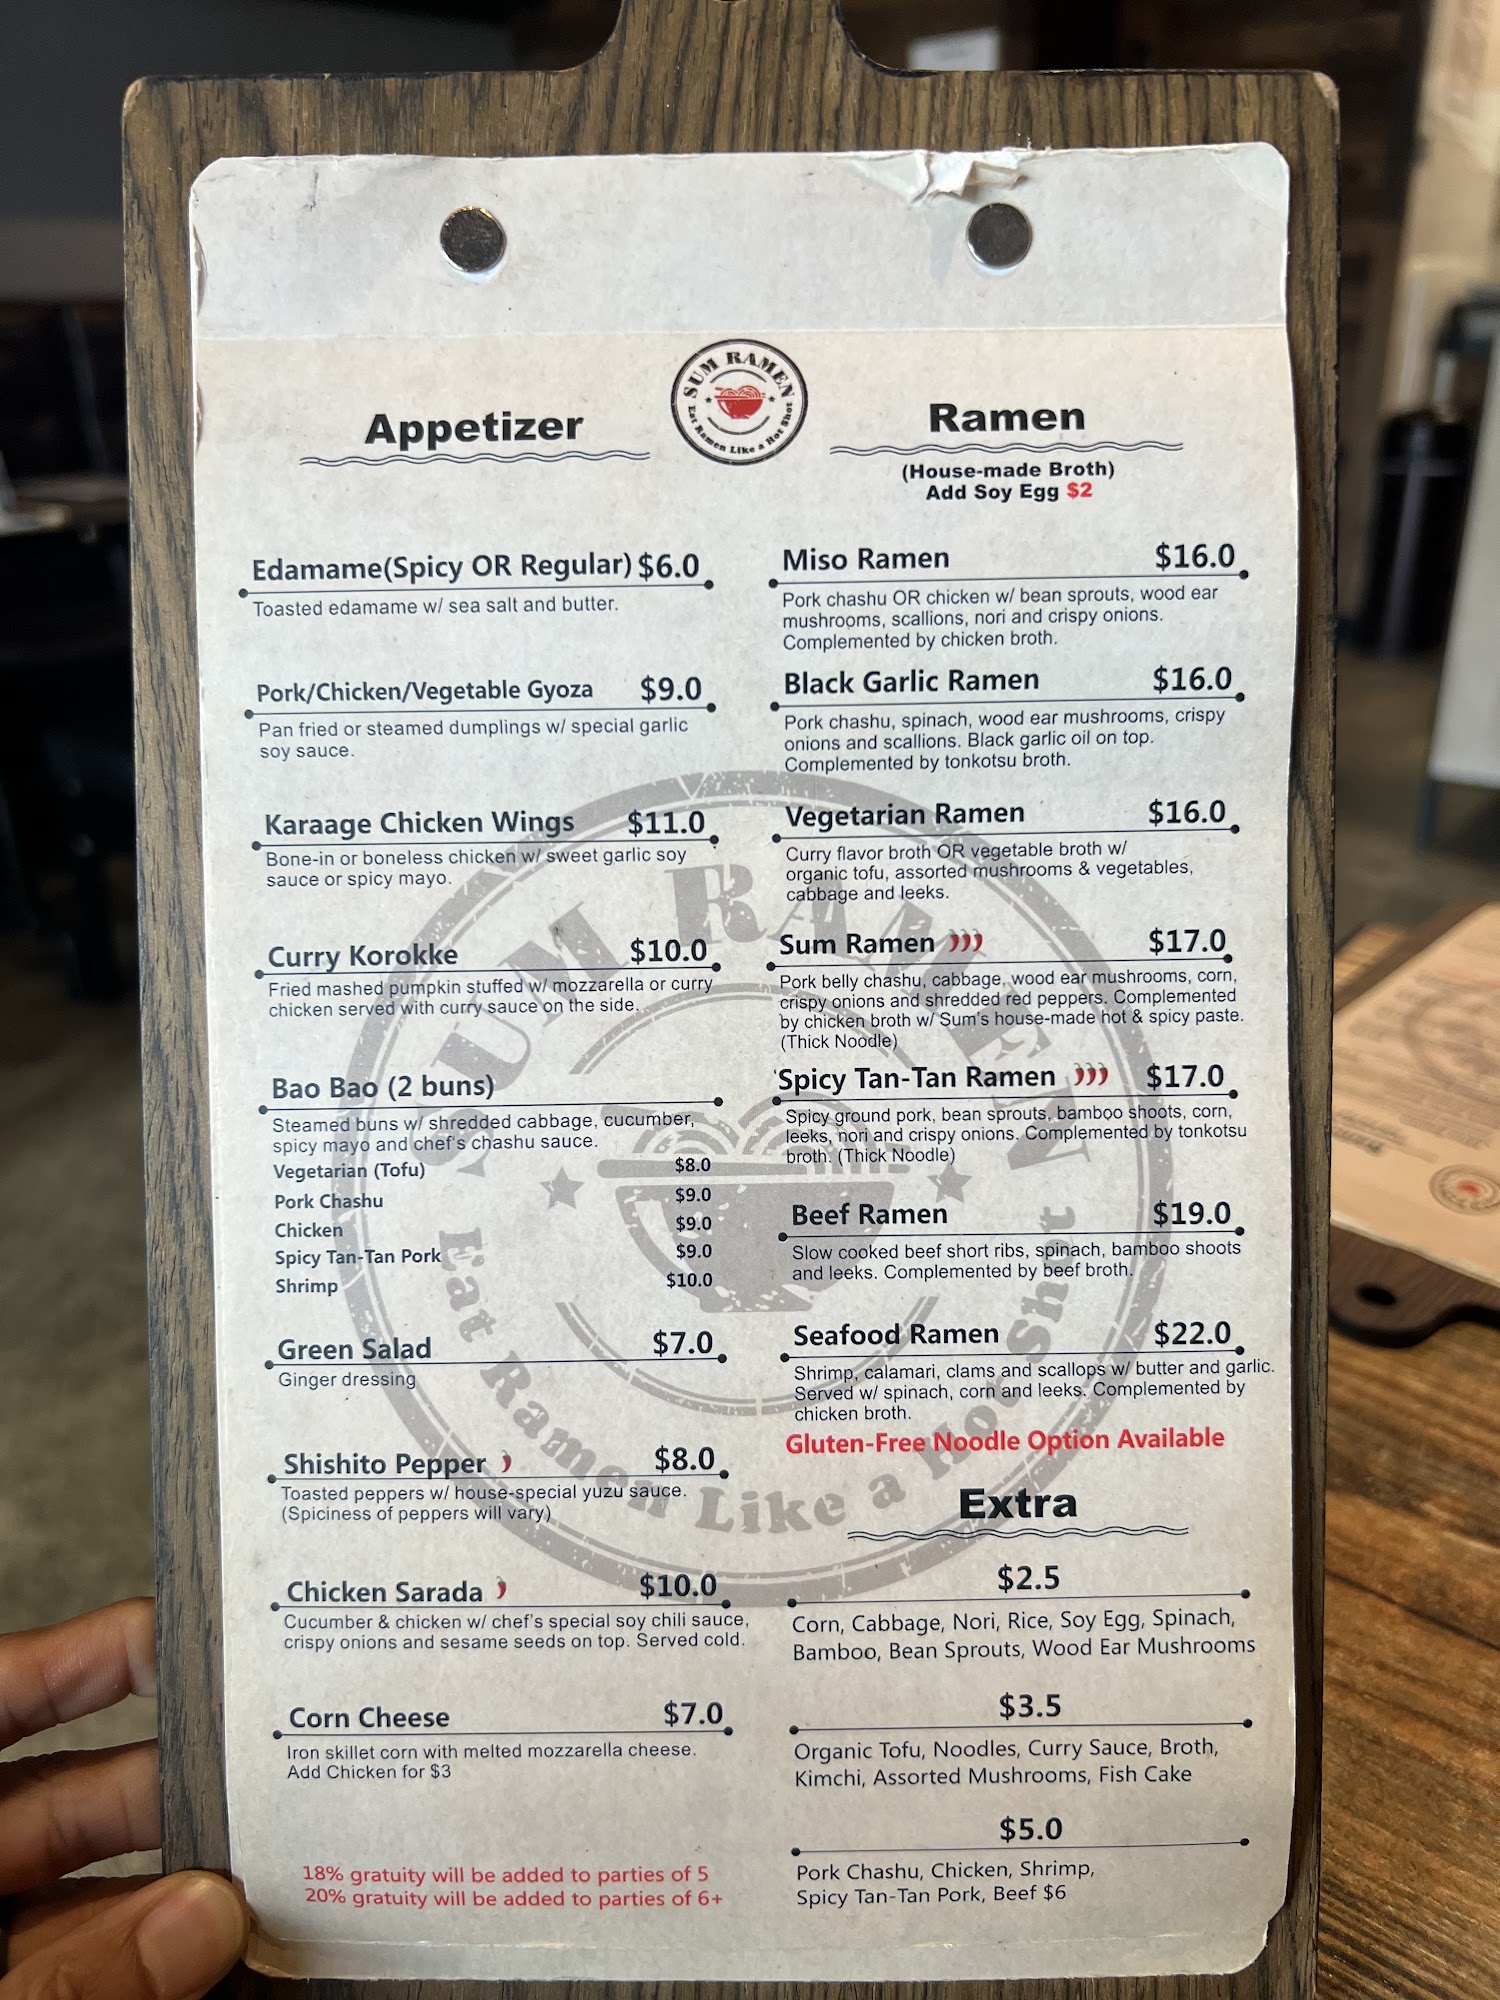 SUM RAMEN
Eat Ramen Like a Hot Shot
Appetizer
Edamame(Spicy OR Regular) $6.0
Toasted edamame w/ sea salt and butter.
Pork/Chicken/Vegetable Gyoza $9.0
Pan fried or steamed dumplings w/ special garlic
soy sauce.
Karaage Chicken Wings $11.0
Bone-in or boneless chicken w/ sweet garlic soy
sauce or spicy mayo.
Curry Korokke $10.0
Fried mashed pumpkin stuffed w/ mozzarella or curry
chicken served with curry sauce on the side.
Bao Bao (2 buns)
Steamed buns w/ shredded cabbage, cucumber,
spicy mayo and chef's chashu sauce.
Vegetarian (Tofu) $8.0
Pork Chashu $9.0
Chicken $9.0
Spicy Tan-Tan Pork $9.0
Shrimp $10.0
Green Salad $7.0
Ginger dressing
Shishito Pepper $8.0
Toasted peppers w/ house-special yuzu sauce.
(Spiciness of peppers will vary)
Chicken Sarada $10.0
Cucumber & chicken w/ chef's special soy chili sauce,
crispy onions and sesame seeds on top. Served cold.
Corn Cheese $7.0
Iron skillet corn with melted mozzarella cheese.
Add Chicken for $3
18% gratuity will be added to parties of 5
20% gratuity will be added to parties of 6+
Ramen
(House-made Broth)
Add Soy Egg $2
Miso Ramen $16.0
Pork chashu OR chicken w/ bean sprouts, wood ear
mushrooms, scallions, nori and crispy onions.
Complemented by chicken broth.
Black Garlic Ramen $16.0
Pork chashu, spinach, wood ear mushrooms, crispy
onions and scallions. Black garlic oil on top.
Complemented by tonkotsu broth.
Vegetarian Ramen $16.0
Curry flavor broth OR vegetable broth w/
organic tofu, assorted mushrooms & vegetables,
cabbage and leeks.
Sum Ramen $17.0
Pork belly chashu, cabbage, wood ear mushrooms, corn,
crispy onions and shredded red peppers. Complemented
by chicken broth w/ Sum's house-made hot & spicy paste.
(Thick Noodle)
Spicy Tan-Tan Ramen $17.0
Spicy ground pork, bean sprouts, bamboo shoots, corn,
leeks, nori and crispy onions. Complemented by tonkotsu
broth. (Thick Noodle)
Beef Ramen $19.0
Slow cooked beef short ribs, spinach, bamboo shoots
and leeks. Complemented by beef broth.
Seafood Ramen $22.0
Shrimp, calamari, clams and scallops w/ butter and garlic.
Served w/ spinach, corn and leeks. Complemented by
chicken broth.
Gluten-Free Noodle Option Available
Extra
$2.5
Corn, Cabbage, Nori, Rice, Soy Egg, Spinach,
Bamboo, Bean Sprouts, Wood Ear Mushrooms
$3.5
Organic Tofu, Noodles, Curry Sauce, Broth,
Kimchi, Assorted Mushrooms, Fish Cake
$5.0
Pork Chashu, Chicken, Shrimp,
Spicy Tan-Tan Pork, Beef $6
SUM RAMEN
Eat Ramen Like a Hot Shot